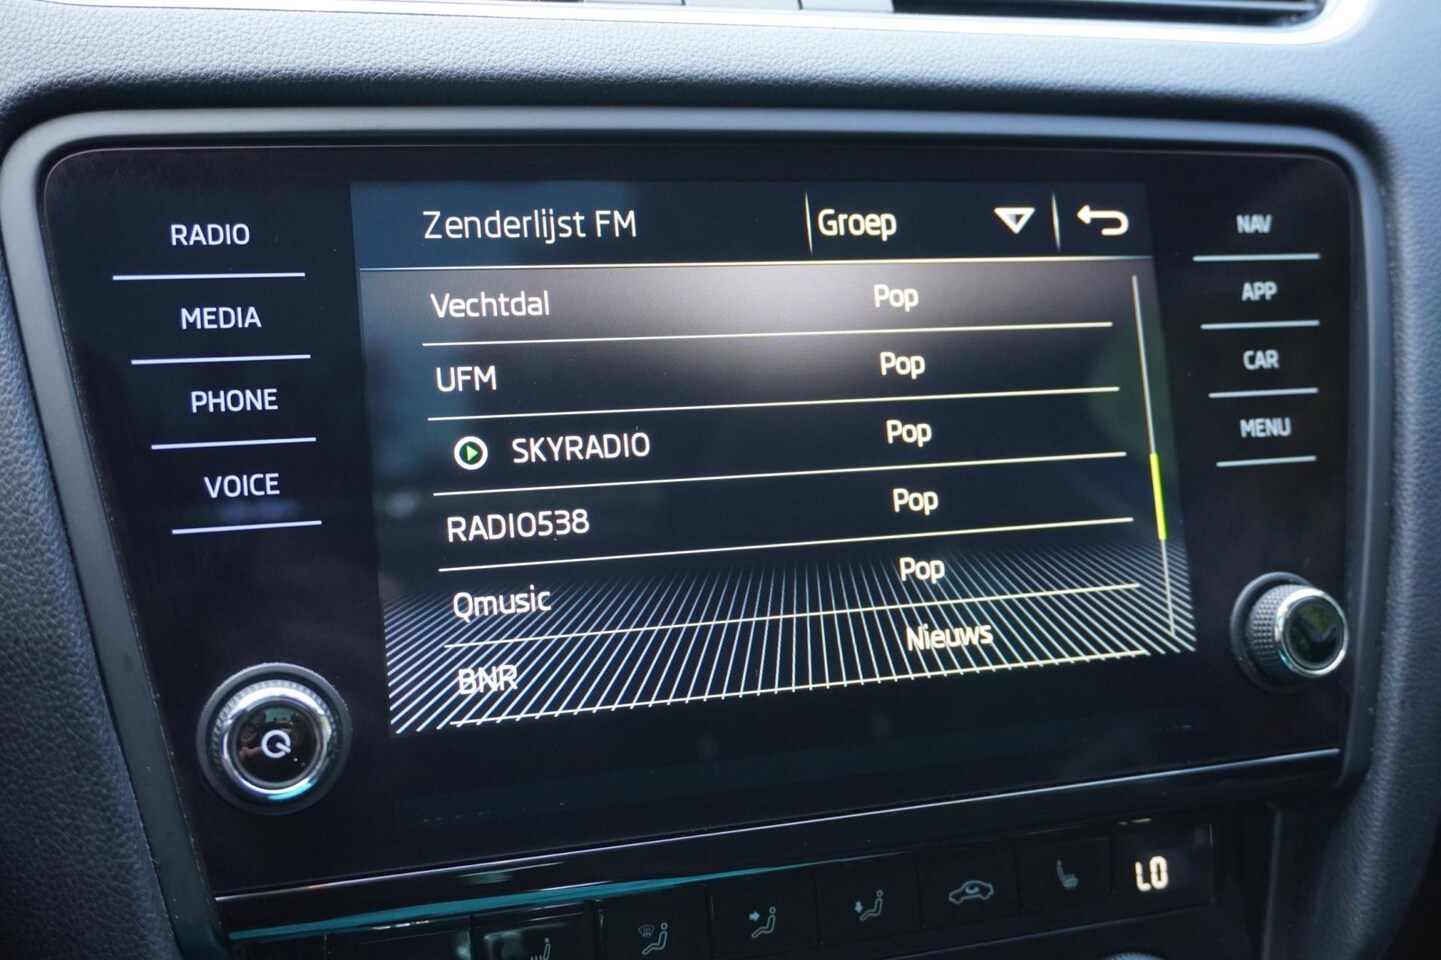 RADIO
MEDIA
PHONE
VOICE
Zenderlijst FM Groep
Vechtdal Pop
UFM Pop
SKYRADIO Pop
RADIO538 Pop
Qmusic Pop
BNR Nieuws
NAV
APP
CAR
MENU
LO